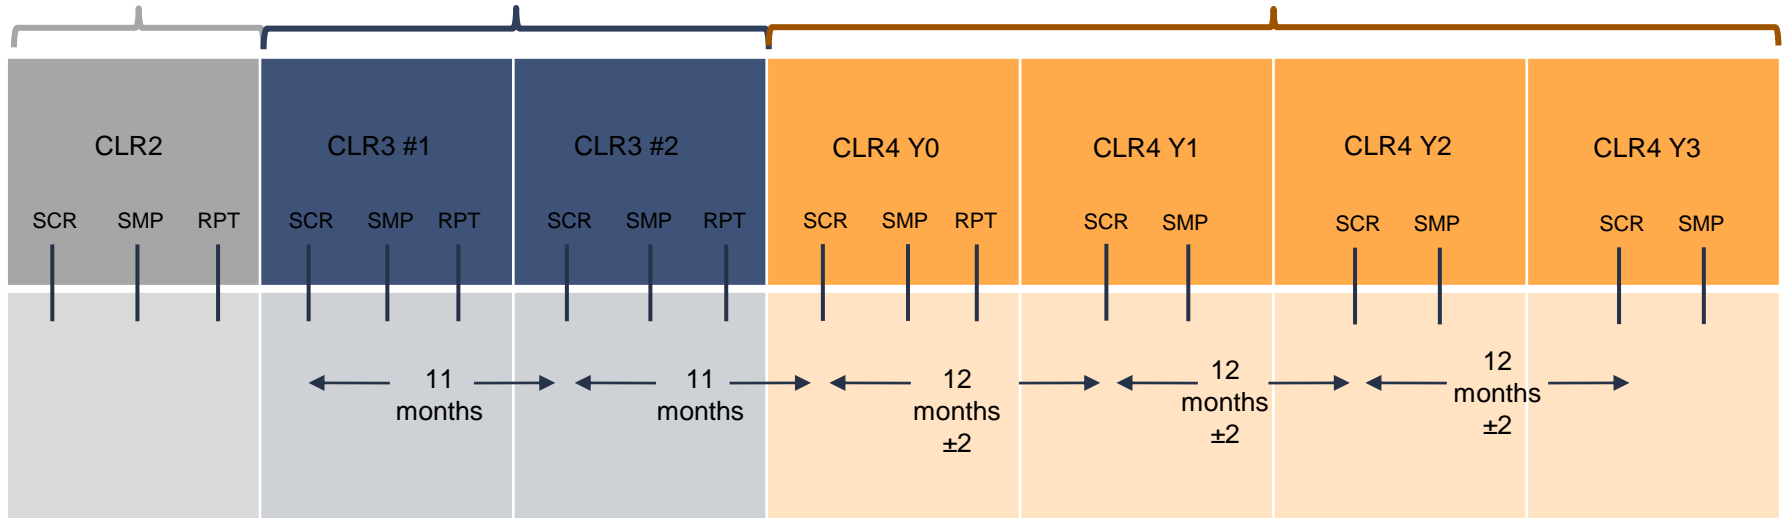 CLR2
CLR3 #1
CLR3 #2
CLR4 Y0
CLR4 Y1
CLR4 Y2
CLR4 Y3
SCR SMP RPT
SCR SMP RPT
SCR SMP RPT
SCR SMP RPT
SCR SMP
SCR SMP
SCR SMP
11
months
11
months
12
months
±2
12
months
±2
12
months
±2